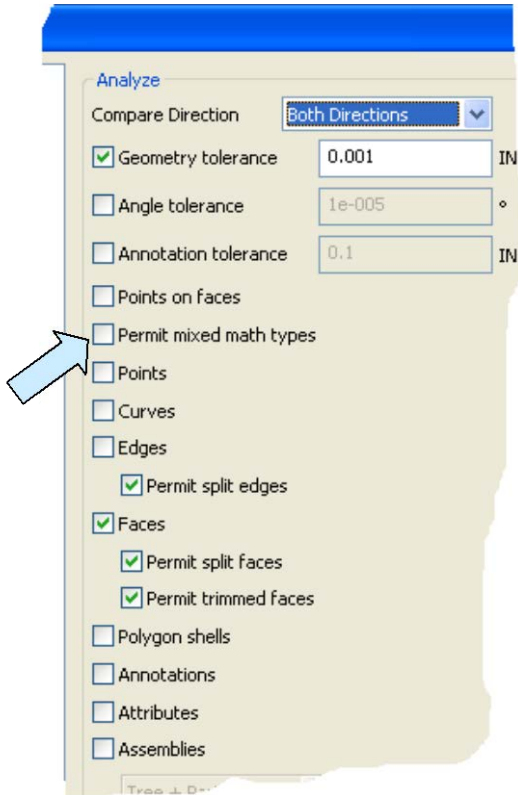 Analyze
Compare Direction Both Directions
Geometry tolerance 0.001 IN
Angle tolerance 1e-005 °
Annotation tolerance 0.1 IN
Points on faces
Permit mixed math types
Points
Curves
Edges
Permit split edges
Faces
Permit split faces
Permit trimmed faces
Polygon shells
Annotations
Attributes
Assemblies
Tree +